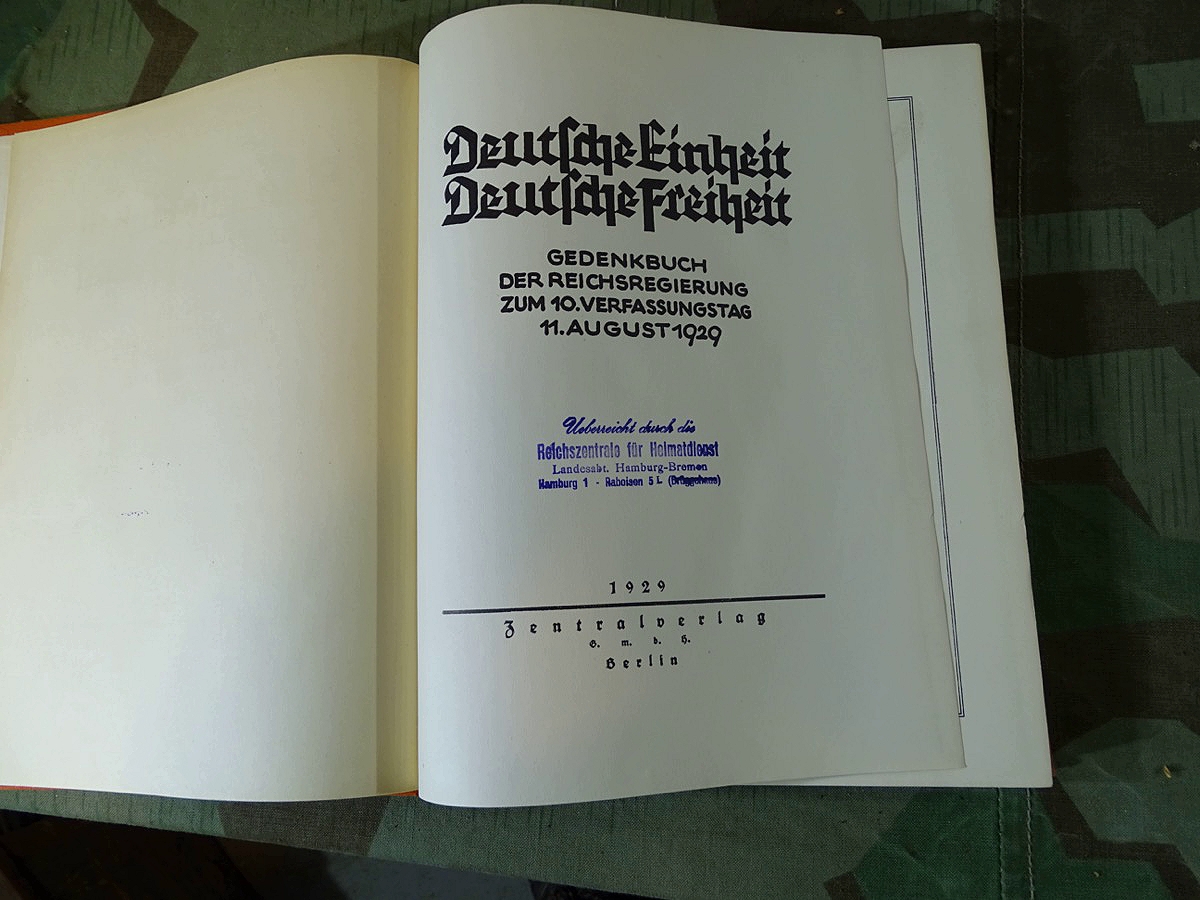 Deutsche Einheit
Deutsche Freiheit
GEDENKBUCH
DER REICHSREGIERUNG
ZUM 10. VERFASSUNGSTAG
11. AUGUST 1929
Ueberreicht durch die
Reichszentrale für Heimatdienst
Landesabt. Hamburg-Bremen
Hamburg 1 - Raboisen 5 I. (Brüggehaus)
1929
Zentralverlag
G. m. b. H.
Berlin